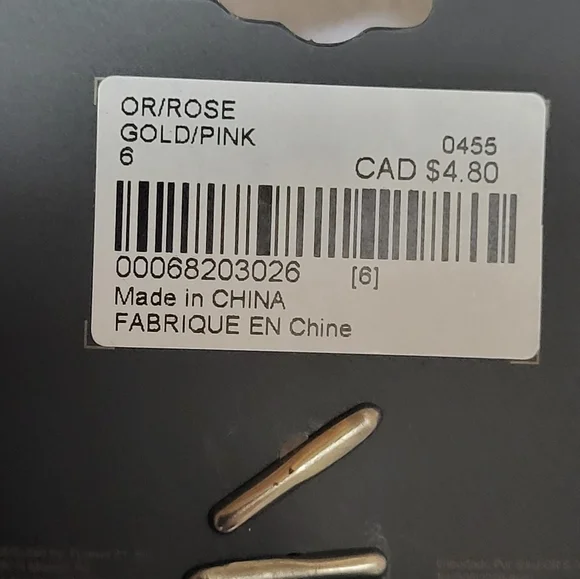 OR/ROSE
GOLD/PINK
6
0455
CAD $4.80
00068203026 [6]
Made in CHINA
FABRIQUE EN Chine